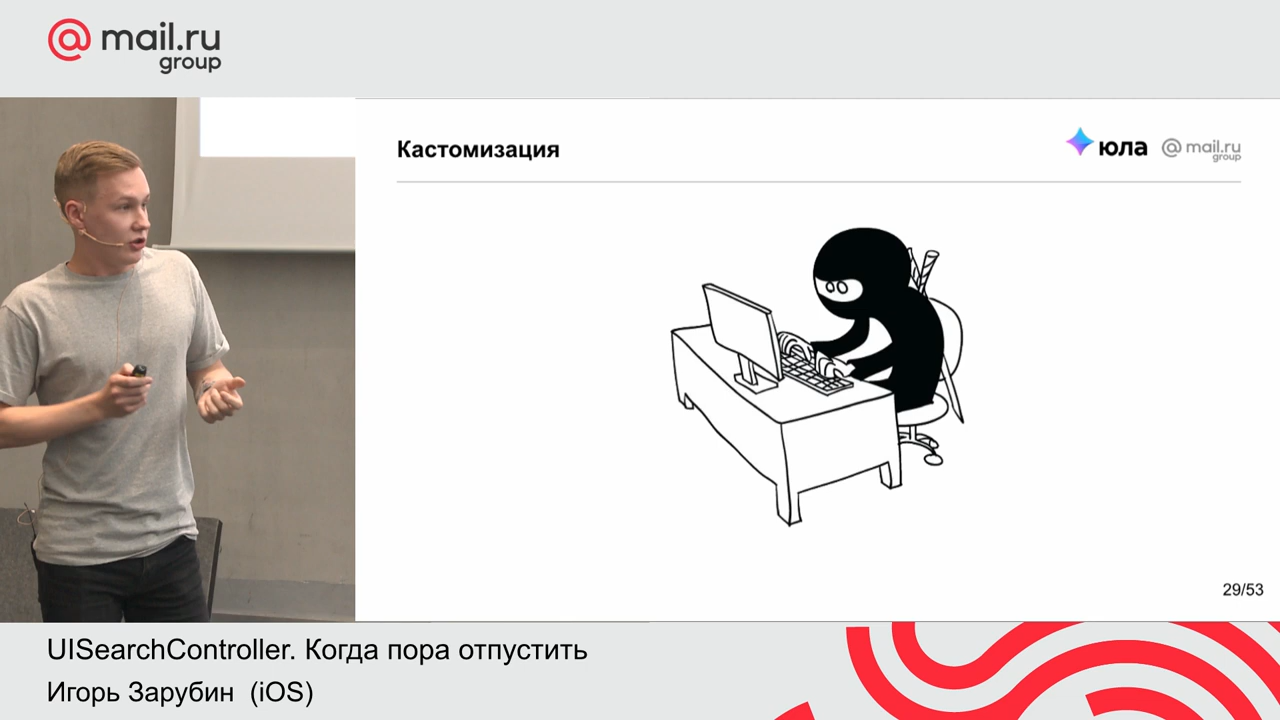 @ mail.ru
group
Кастомизация
юла @ mail.ru
group
29/53
UISearchController. Когда пора отпустить
Игорь Зарубин (iOS)